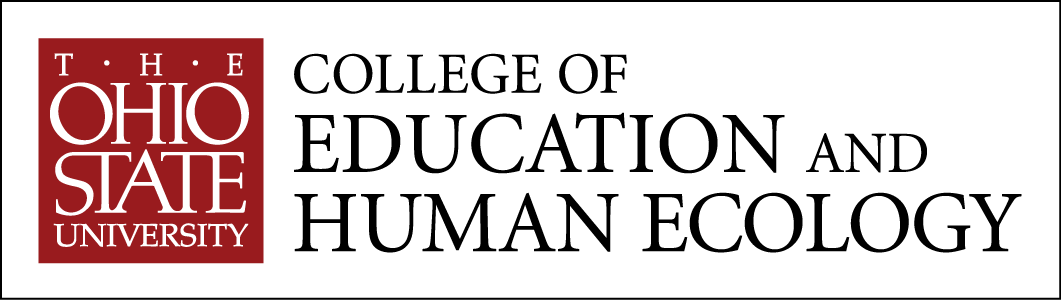 T · H · E
OHIO
STATE
UNIVERSITY
COLLEGE OF
EDUCATION AND
HUMAN ECOLOGY